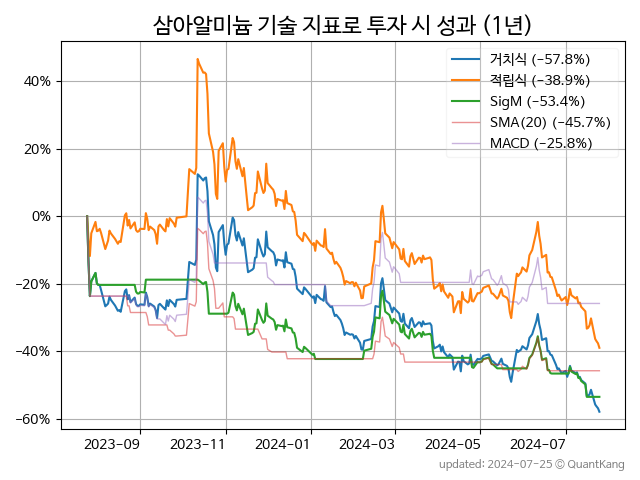 삼아알미늄 기술 지표로 투자 시 성과 (1년)
거치식 (−57.8%)
적립식 (−38.9%)
SigM (−53.4%)
SMA(20) (−45.7%)
MACD (−25.8%)
40%
20%
0%
−20%
−40%
−60%
2023-09 2023-11 2024-01 2024-03 2024-05 2024-07
updated: 2024-07-25 ⓒ QuantKang